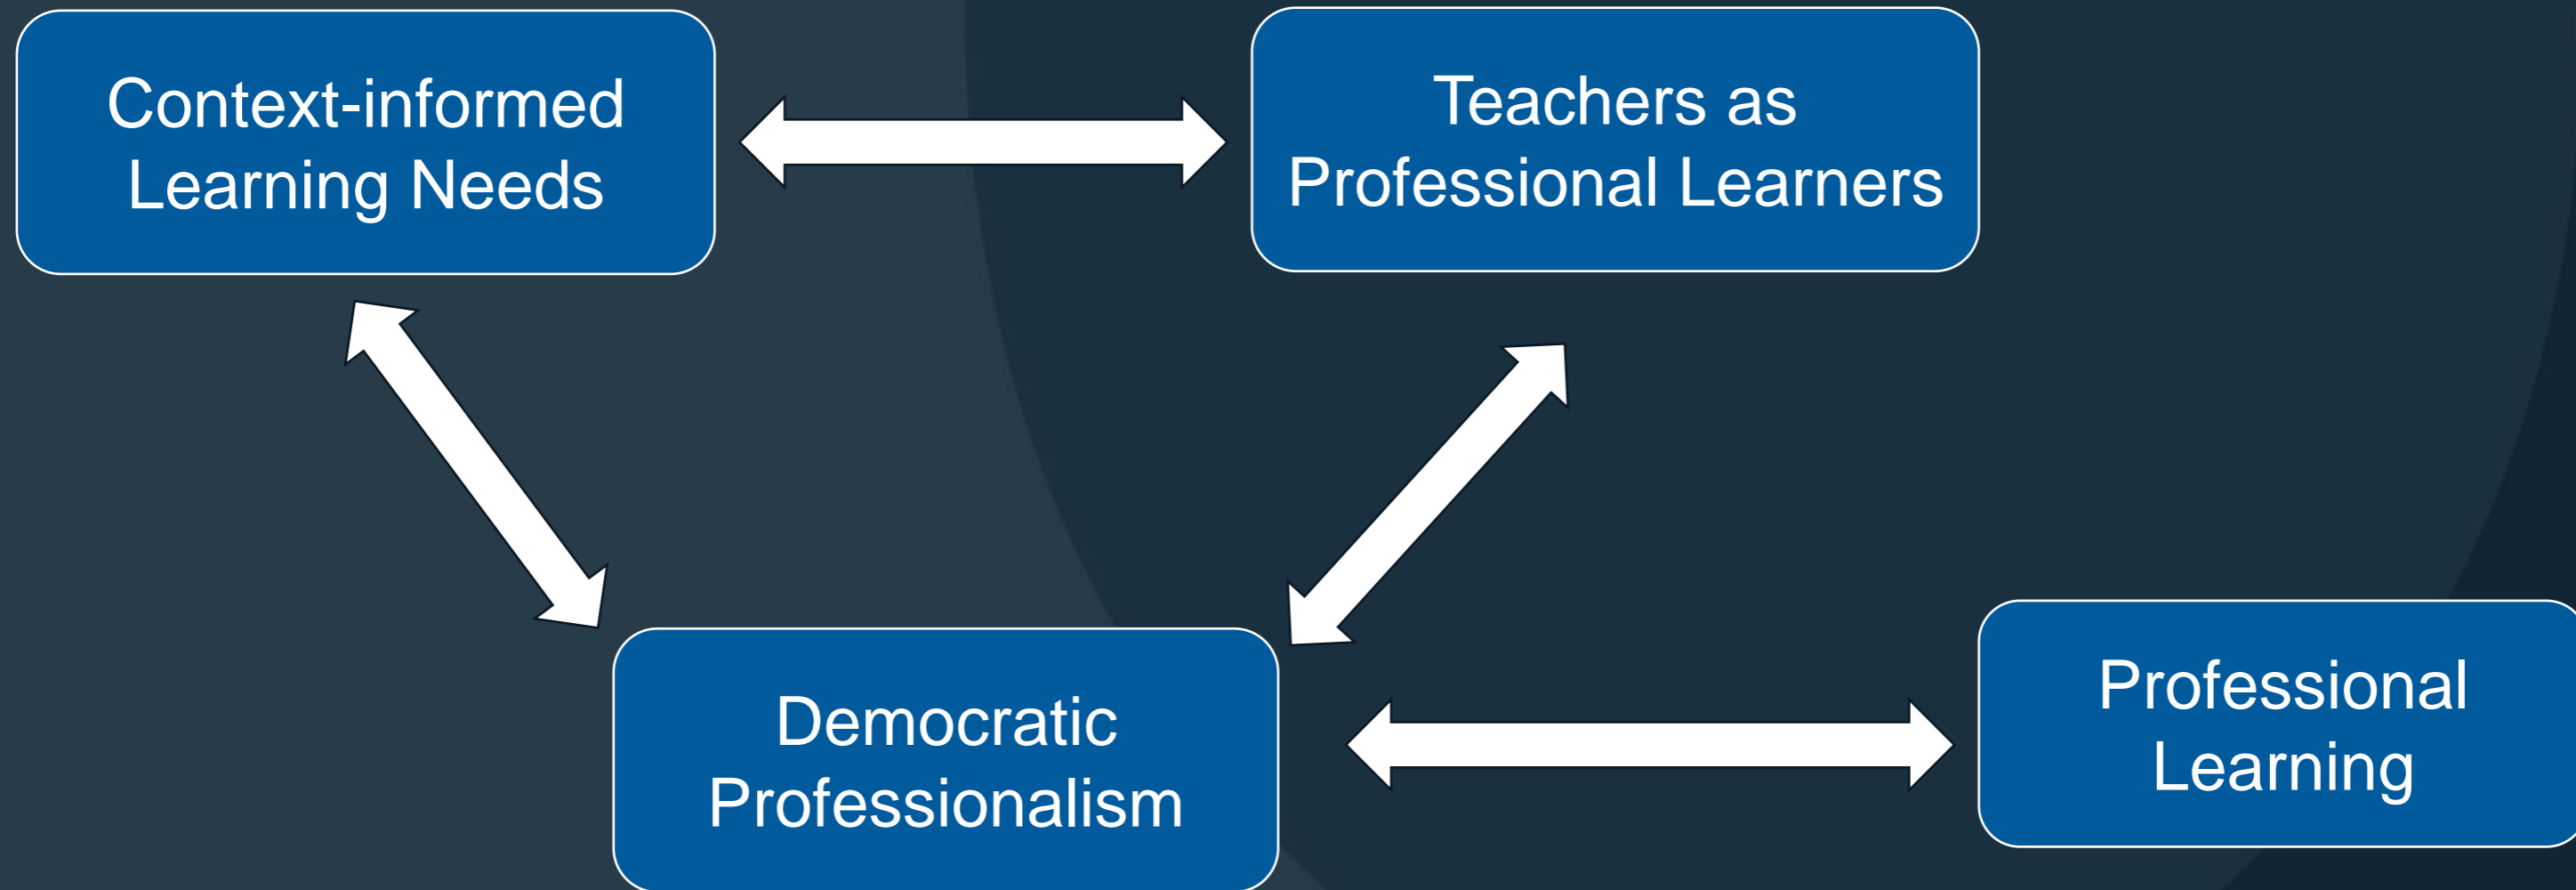 Context-informed
Learning Needs
Teachers as
Professional Learners
Democratic
Professionalism
Professional
Learning